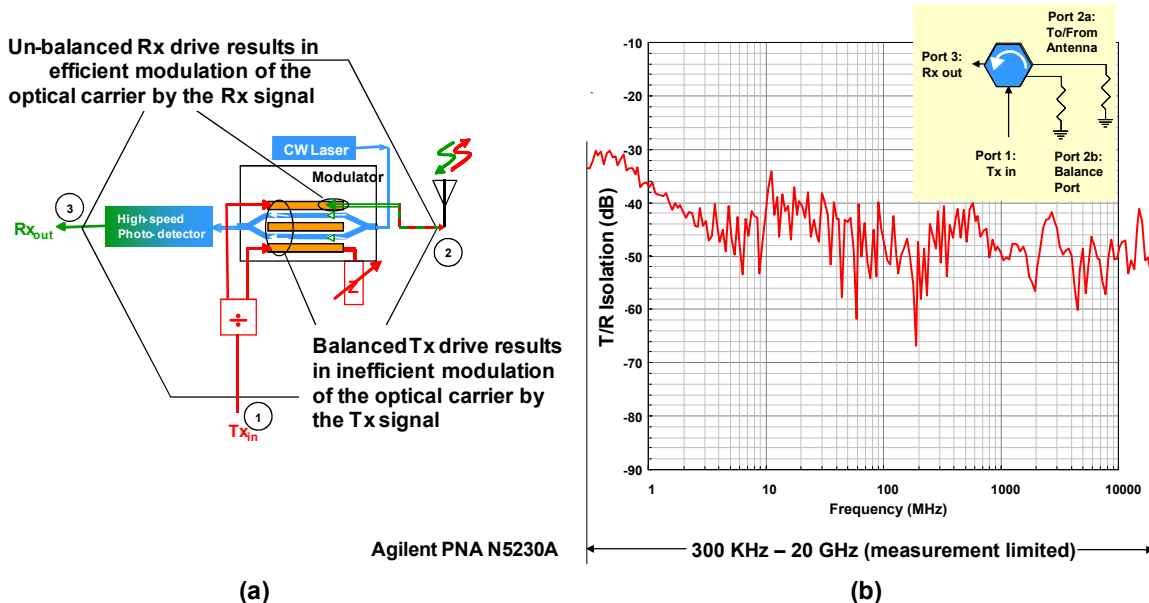 Un-balanced Rx drive results in
efficient modulation of the
optical carrier by the Rx signal
CW Laser
Modulator
3
High-speed
Photo-detector
Rxout
2
Z
÷
Balanced Tx drive results
in inefficient modulation
of the optical carrier by
the Tx signal
1
Txin
Agilent PNA N5230A
(a)
Port 2a:
To/From
Antenna
Port 3:
Rx out
Port 1:
Tx in
Port 2b:
Balance
Port
T/R Isolation (dB)
-10
-20
-30
-40
-50
-60
-70
-80
-90
1 10 100 1000 10000
Frequency (MHz)
300 KHz – 20 GHz (measurement limited)
(b)